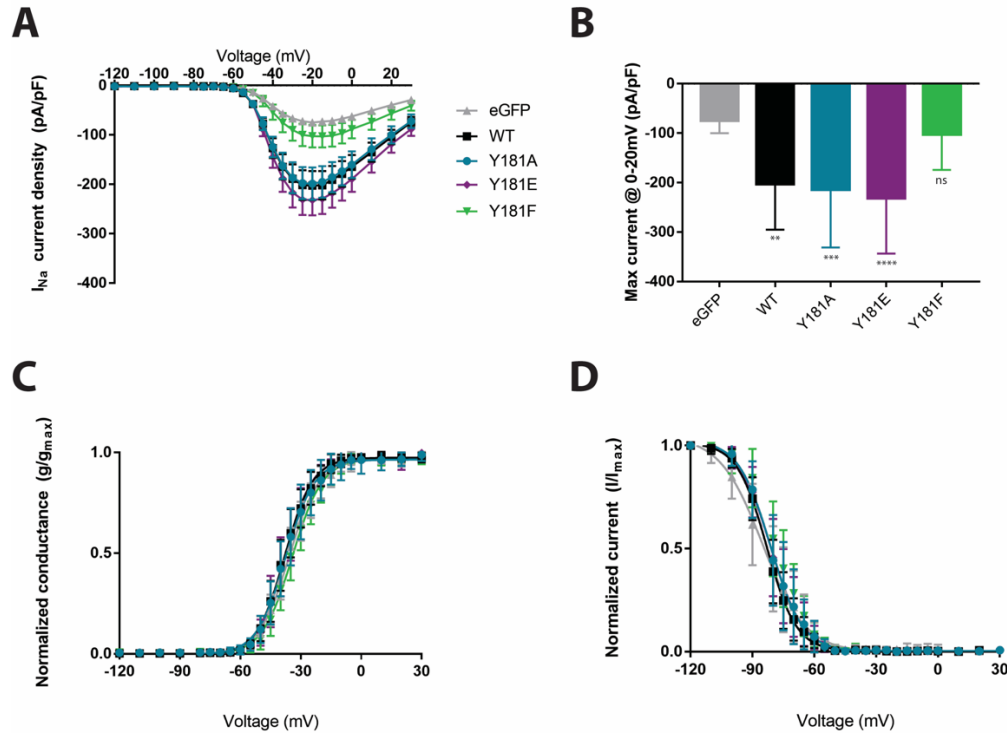 A
Voltage (mV)
-120 -100 -80 -60 -40 -20 0 20
0
-100
-200
-300
-400
I_Na current density (pA/pF)
eGFP
WT
Y181A
Y181E
Y181F
B
0
-100
-200
-300
-400
Max current @ 0-20mV (pA/pF)
** *** **** ns
eGFP WT Y181A Y181E Y181F
C
Normalized conductance (g/g_max)
1.0
0.5
0.0
-120 -90 -60 -30 0 30
Voltage (mV)
D
Normalized current (I/I_max)
1.0
0.5
0.0
-120 -90 -60 -30 0 30
Voltage (mV)